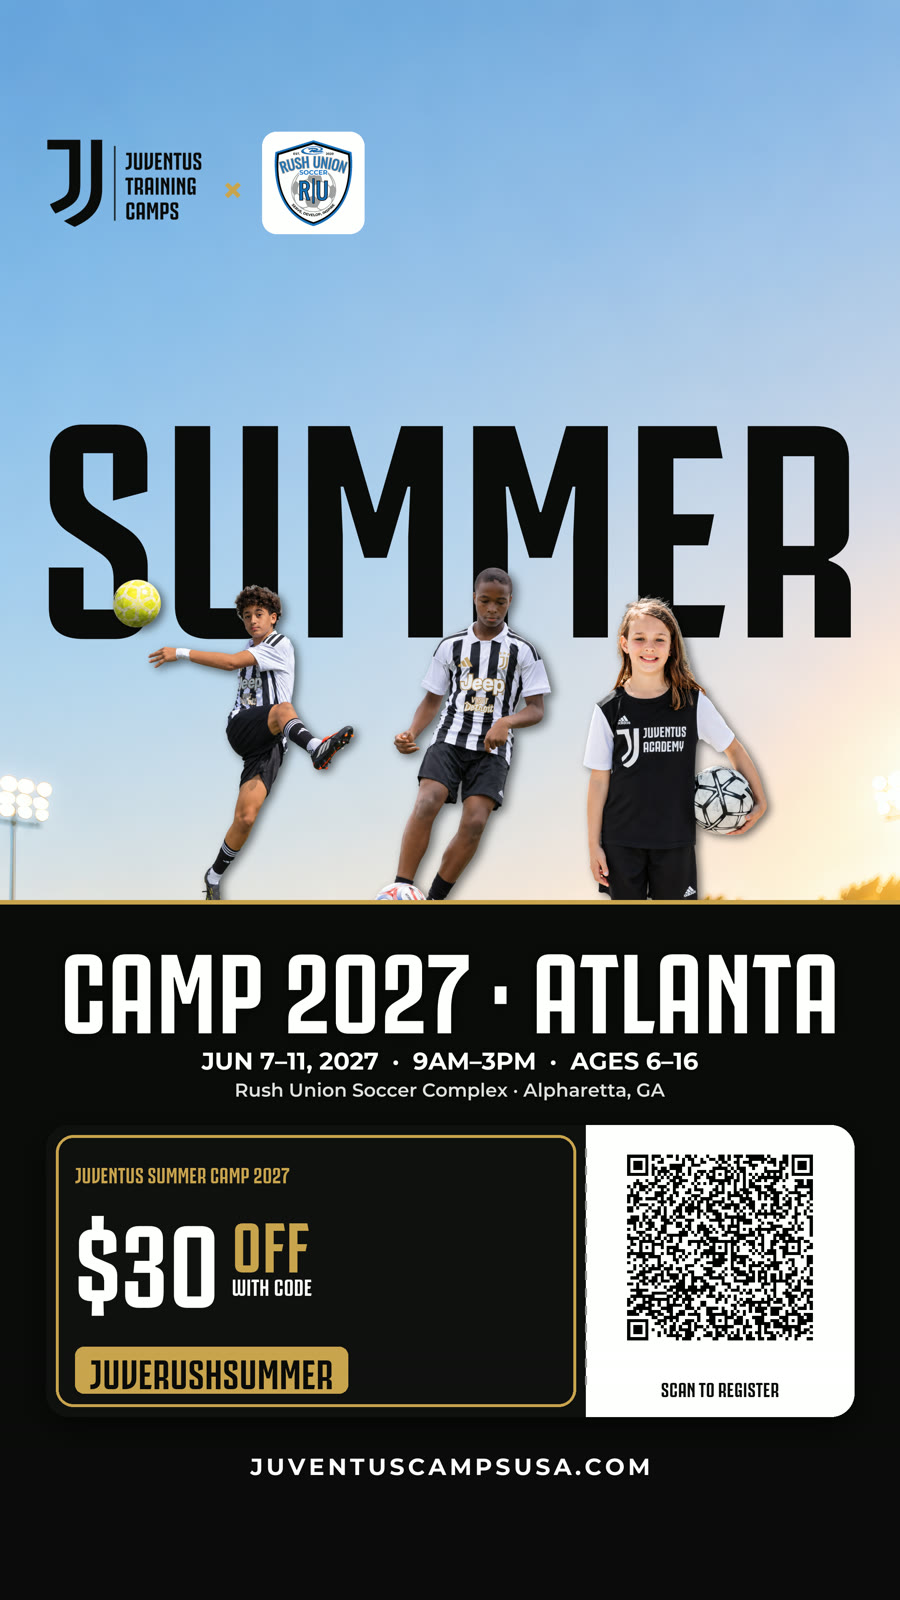 JUVENTUS
TRAINING
CAMPS
×
RUSH UNION
SOCCER
RU
SUMMER
Jeep
Jeep
JUVENTUS
ACADEMY
adidas
CAMP 2027 · ATLANTA
JUN 7–11, 2027 · 9AM–3PM · AGES 6–16
Rush Union Soccer Complex · Alpharetta, GA
JUVENTUS SUMMER CAMP 2027
$30 OFF
WITH CODE
JUVERUSHSUMMER
SCAN TO REGISTER
JUVENTUSCAMPSUSA.COM